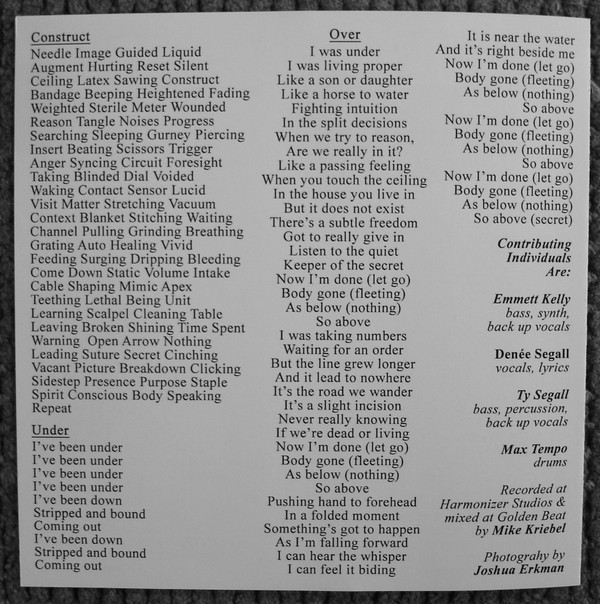 Construct
Needle Image Guided Liquid
Augment Hurting Reset Silent
Ceiling Latex Sawing Construct
Bandage Beeping Heightened Fading
Weighted Sterile Meter Wounded
Reason Tangle Noises Progress
Searching Sleeping Gurney Piercing
Insert Beating Scissors Trigger
Anger Syncing Circuit Foresight
Taking Blinded Dial Voided
Waking Contact Sensor Lucid
Visit Matter Stretching Vacuum
Context Blanket Stitching Waiting
Channel Pulling Grinding Breathing
Grating Auto Healing Vivid
Feeding Surging Dripping Bleeding
Come Down Static Volume Intake
Cable Shaping Mimic Apex
Teething Lethal Being Unit
Learning Scalpel Cleaning Table
Leaving Broken Shining Time Spent
Warning Open Arrow Nothing
Leading Suture Secret Cinching
Vacant Picture Breakdown Clicking
Sidestep Presence Purpose Staple
Spirit Conscious Body Speaking
Repeat
Under
I've been under
I've been under
I've been under
I've been under
I've been down
Stripped and bound
Coming out
I've been down
Stripped and bound
Coming out
Over
I was under
I was living proper
Like a son or daughter
Like a horse to water
Fighting intuition
In the split decisions
When we try to reason,
Are we really in it?
Like a passing feeling
When you touch the ceiling
In the house you live in
But it does not exist
There's a subtle freedom
Got to really give in
Listen to the quiet
Keeper of the secret
Now I'm done (let go)
Body gone (fleeting)
As below (nothing)
So above
I was taking numbers
Waiting for an order
But the line grew longer
And it lead to nowhere
It's the road we wander
It's a slight incision
Never really knowing
If we're dead or living
Now I'm done (let go)
Body gone (fleeting)
As below (nothing)
So above
Pushing hand to forehead
In a folded moment
Something's got to happen
As I'm falling forward
I can hear the whisper
I can feel it biding
It is near the water
And it's right beside me
Now I'm done (let go)
Body gone (fleeting)
As below (nothing)
So above
Now I'm done (let go)
Body gone (fleeting)
As below (nothing)
So above
Now I'm done (let go)
Body gone (fleeting)
As below (nothing)
So above (secret)
Contributing
Individuals
Are:
Emmett Kelly
bass, synth,
back up vocals
Denée Segall
vocals, lyrics
Ty Segall
bass, percussion,
back up vocals
Max Tempo
drums
Recorded at
Harmonizer Studios &
mixed at Golden Beat
by Mike Kriebel
Photograhy by
Joshua Erkman